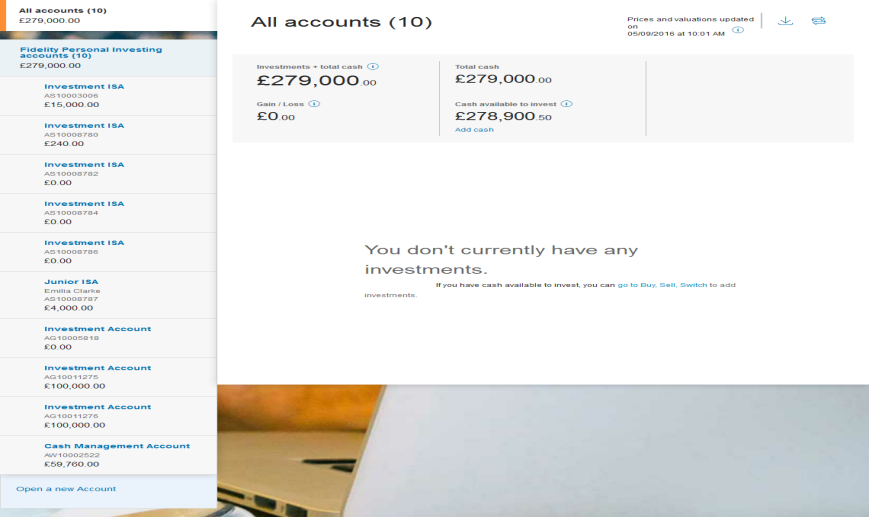 All accounts (10)
£279,000.00
Fidelity Personal Investing
accounts (10)
£279,000.00
Investment ISA
AS10003006
£15,000.00
Investment ISA
AS10008780
£240.00
Investment ISA
AS10008782
£0.00
Investment ISA
AS10008784
£0.00
Investment ISA
AS10008786
£0.00
Junior ISA
Emilia Clarke
AS10008787
£4,000.00
Investment Account
AG10005818
£0.00
Investment Account
AG10011275
£100,000.00
Investment Account
AG10011276
£100,000.00
Cash Management Account
AW10002522
£59,760.00
Open a new Account
All accounts (10)
Prices and valuations updated
on
05/09/2016 at 10:01 AM
Investments + total cash
£279,000.00
Gain / Loss
£0.00
Total cash
£279,000.00
Cash available to invest
£278,900.50
Add cash
You don't currently have any
investments.
If you have cash available to invest, you can go to Buy, Sell, Switch to add
investments.